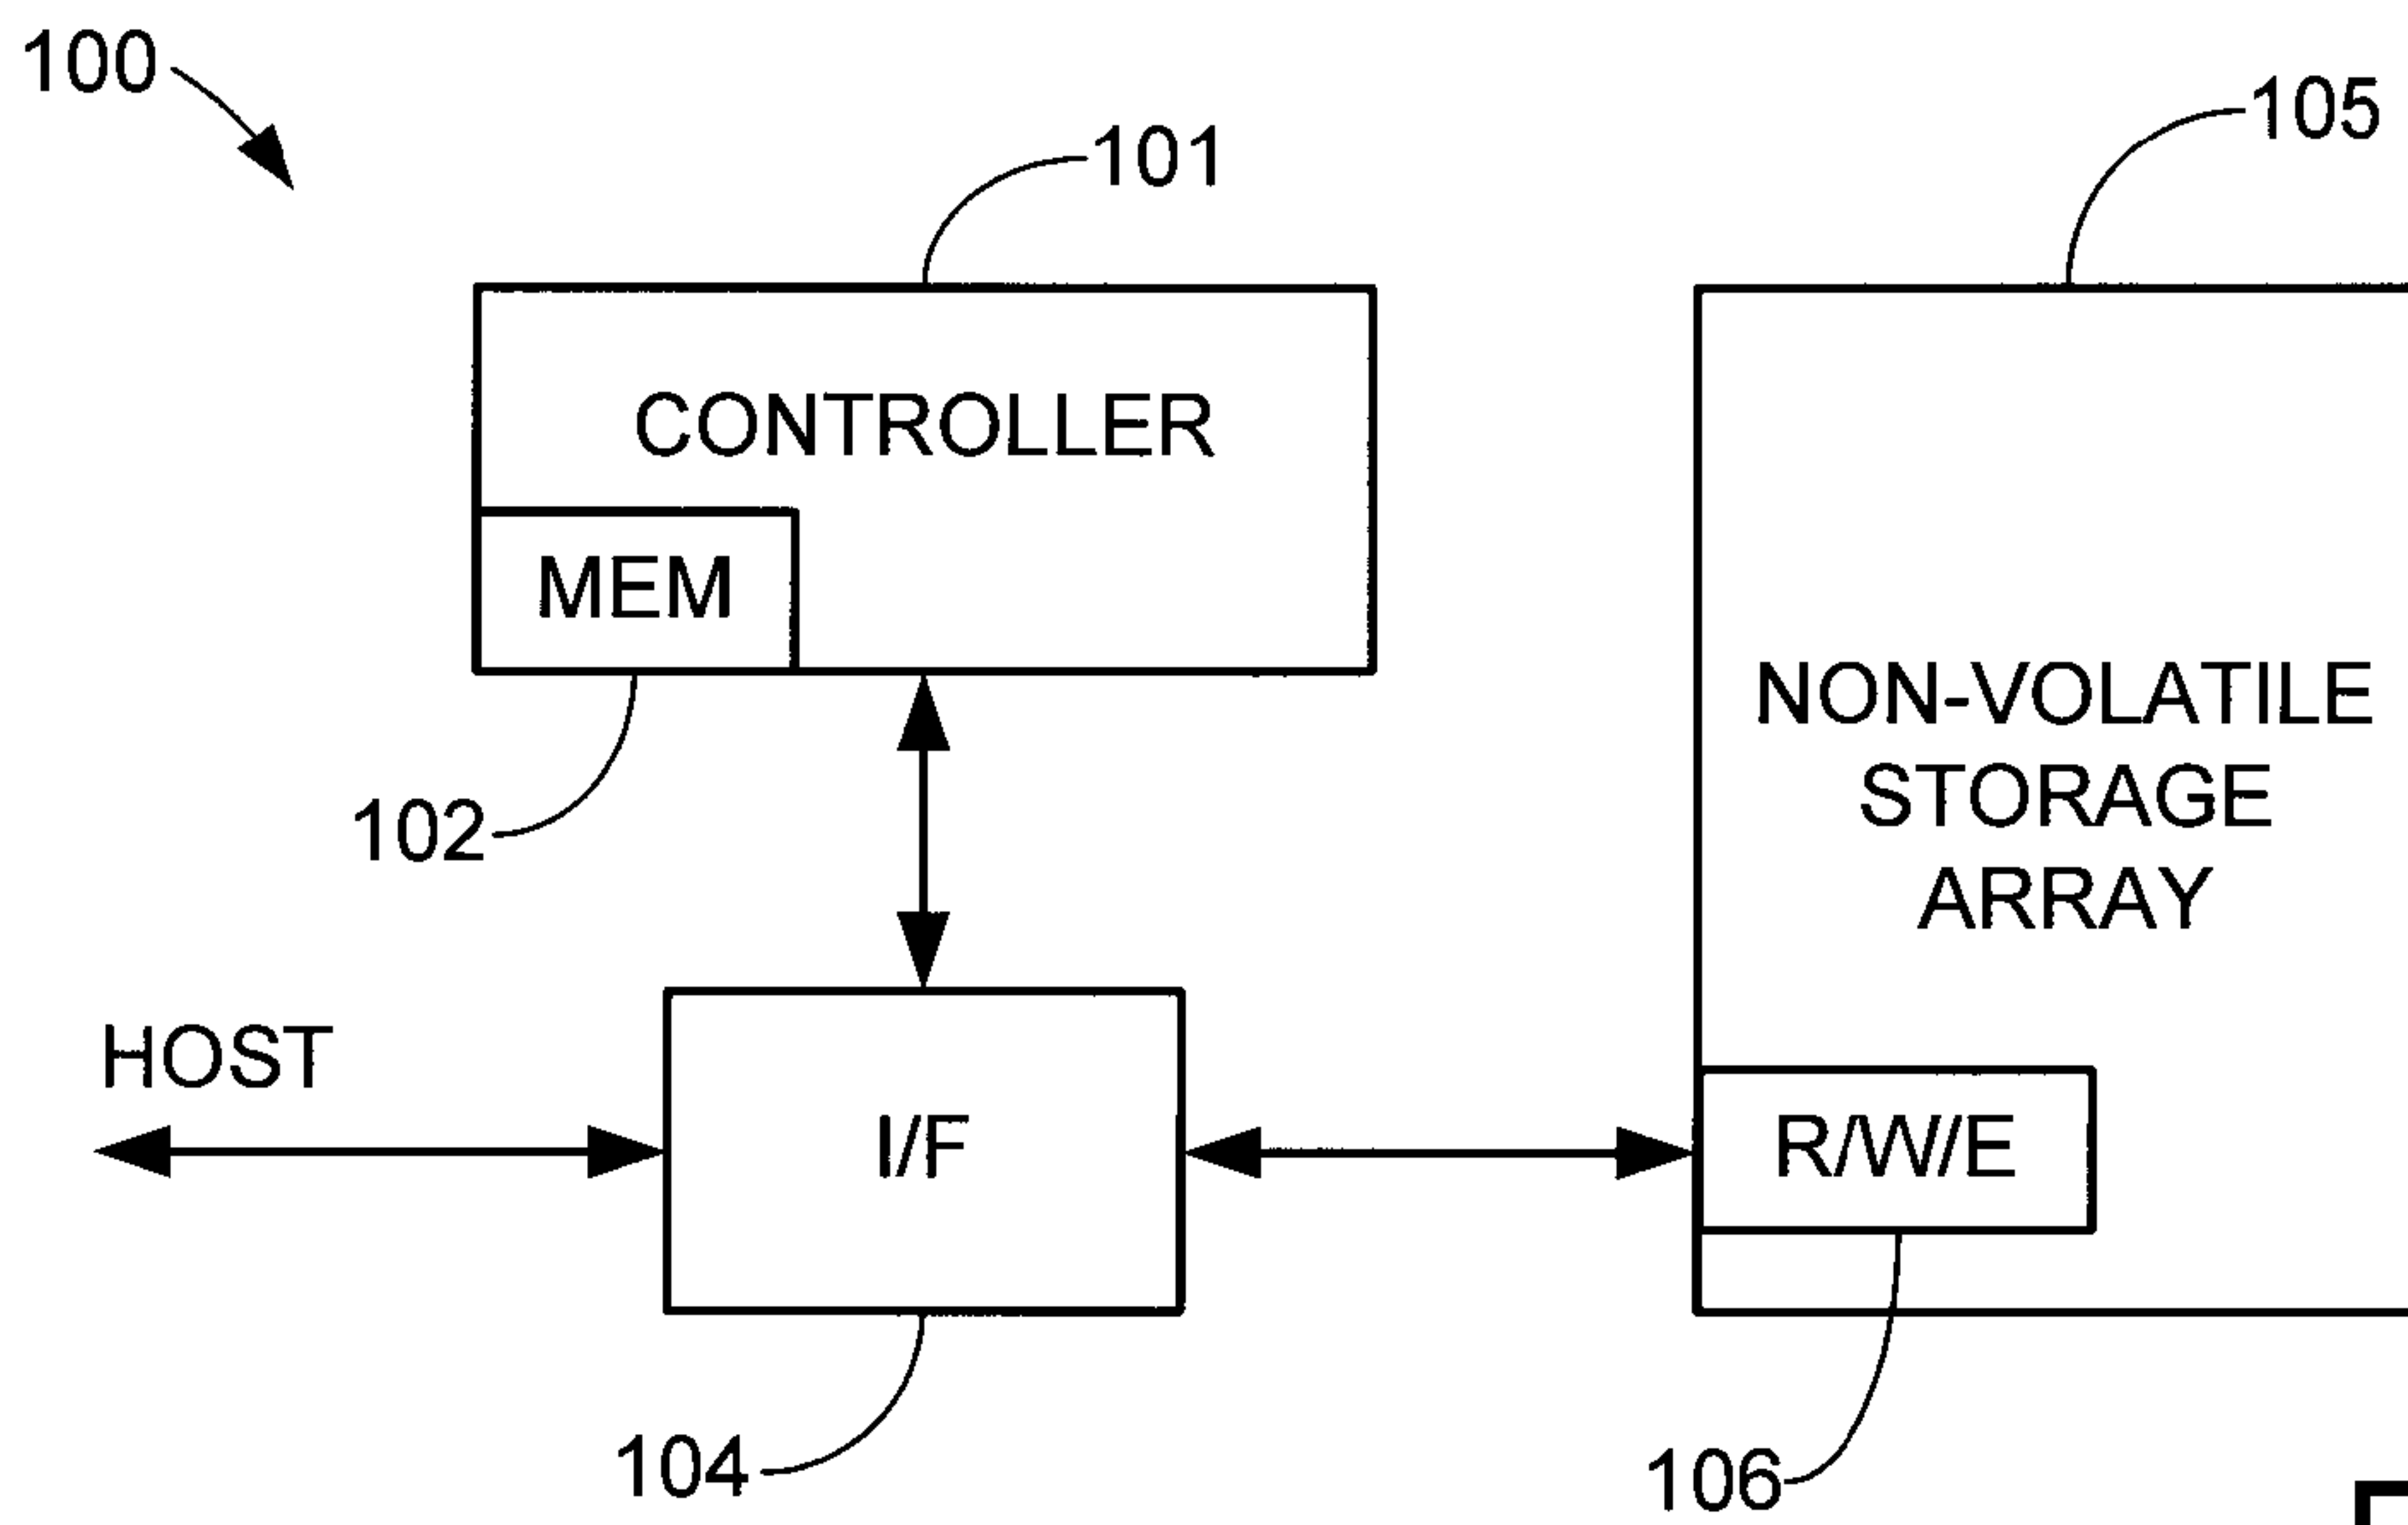 100
105
101
CONTROLLER
MEM
NON-VOLATILE
STORAGE
ARRAY
102
HOST
I/F
R/W/E
104
106